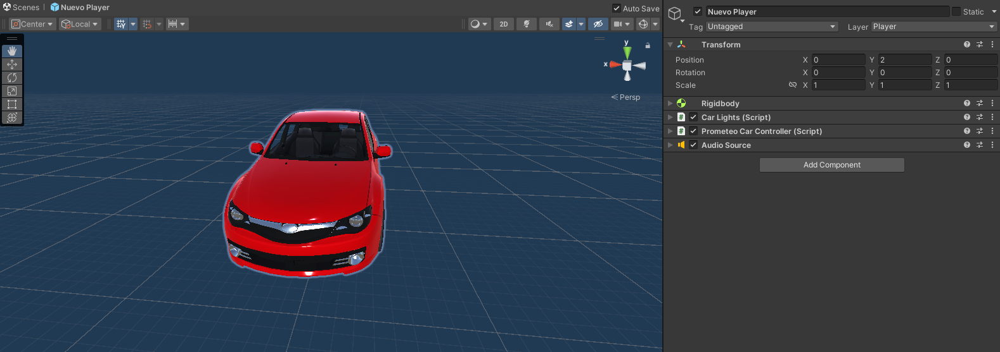 Scenes | Nuevo Player
Auto Save
Center
Local
2D
y
x
Persp
Nuevo Player
Static
Tag Untagged Layer Player
Transform
Position X 0 Y 2 Z 0
Rotation X 0 Y 0 Z 0
Scale X 1 Y 1 Z 1
Rigidbody
# Car Lights (Script)
# Prometeo Car Controller (Script)
Audio Source
Add Component